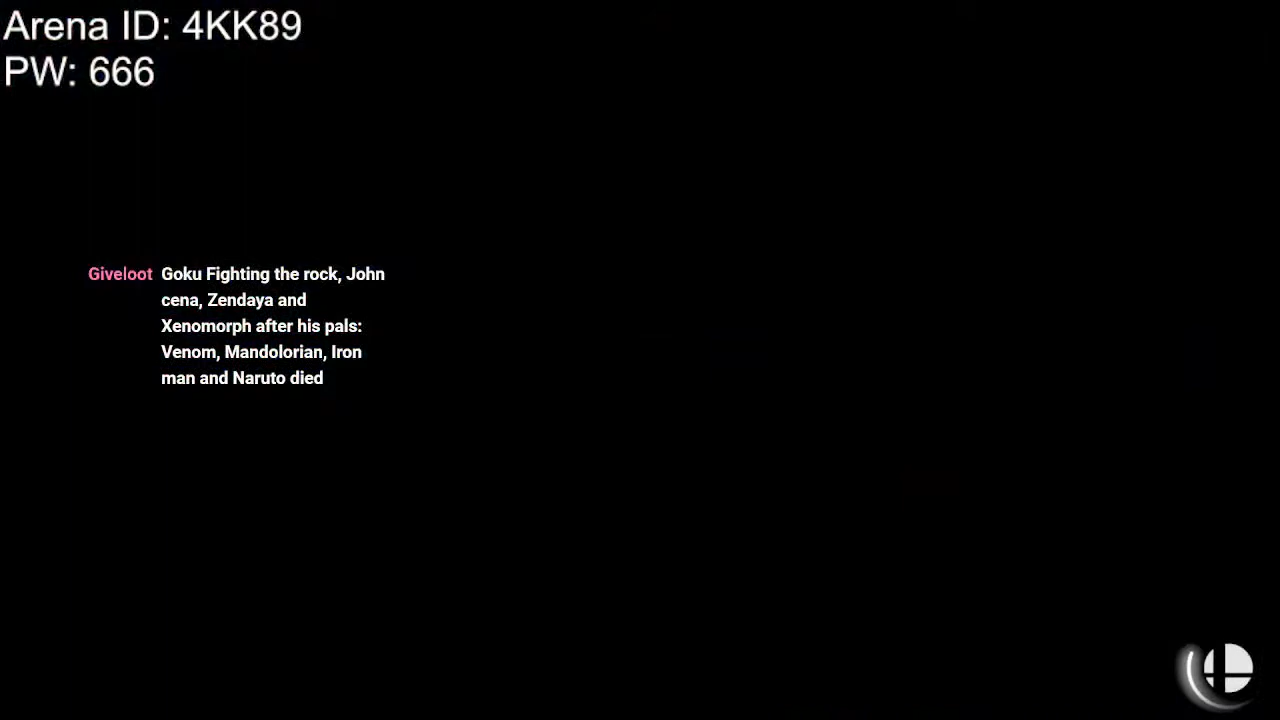 Arena ID: 4KK89
PW: 666
Giveloot Goku Fighting the rock, John
cena, Zendaya and
Xenomorph after his pals:
Venom, Mandolorian, Iron
man and Naruto died